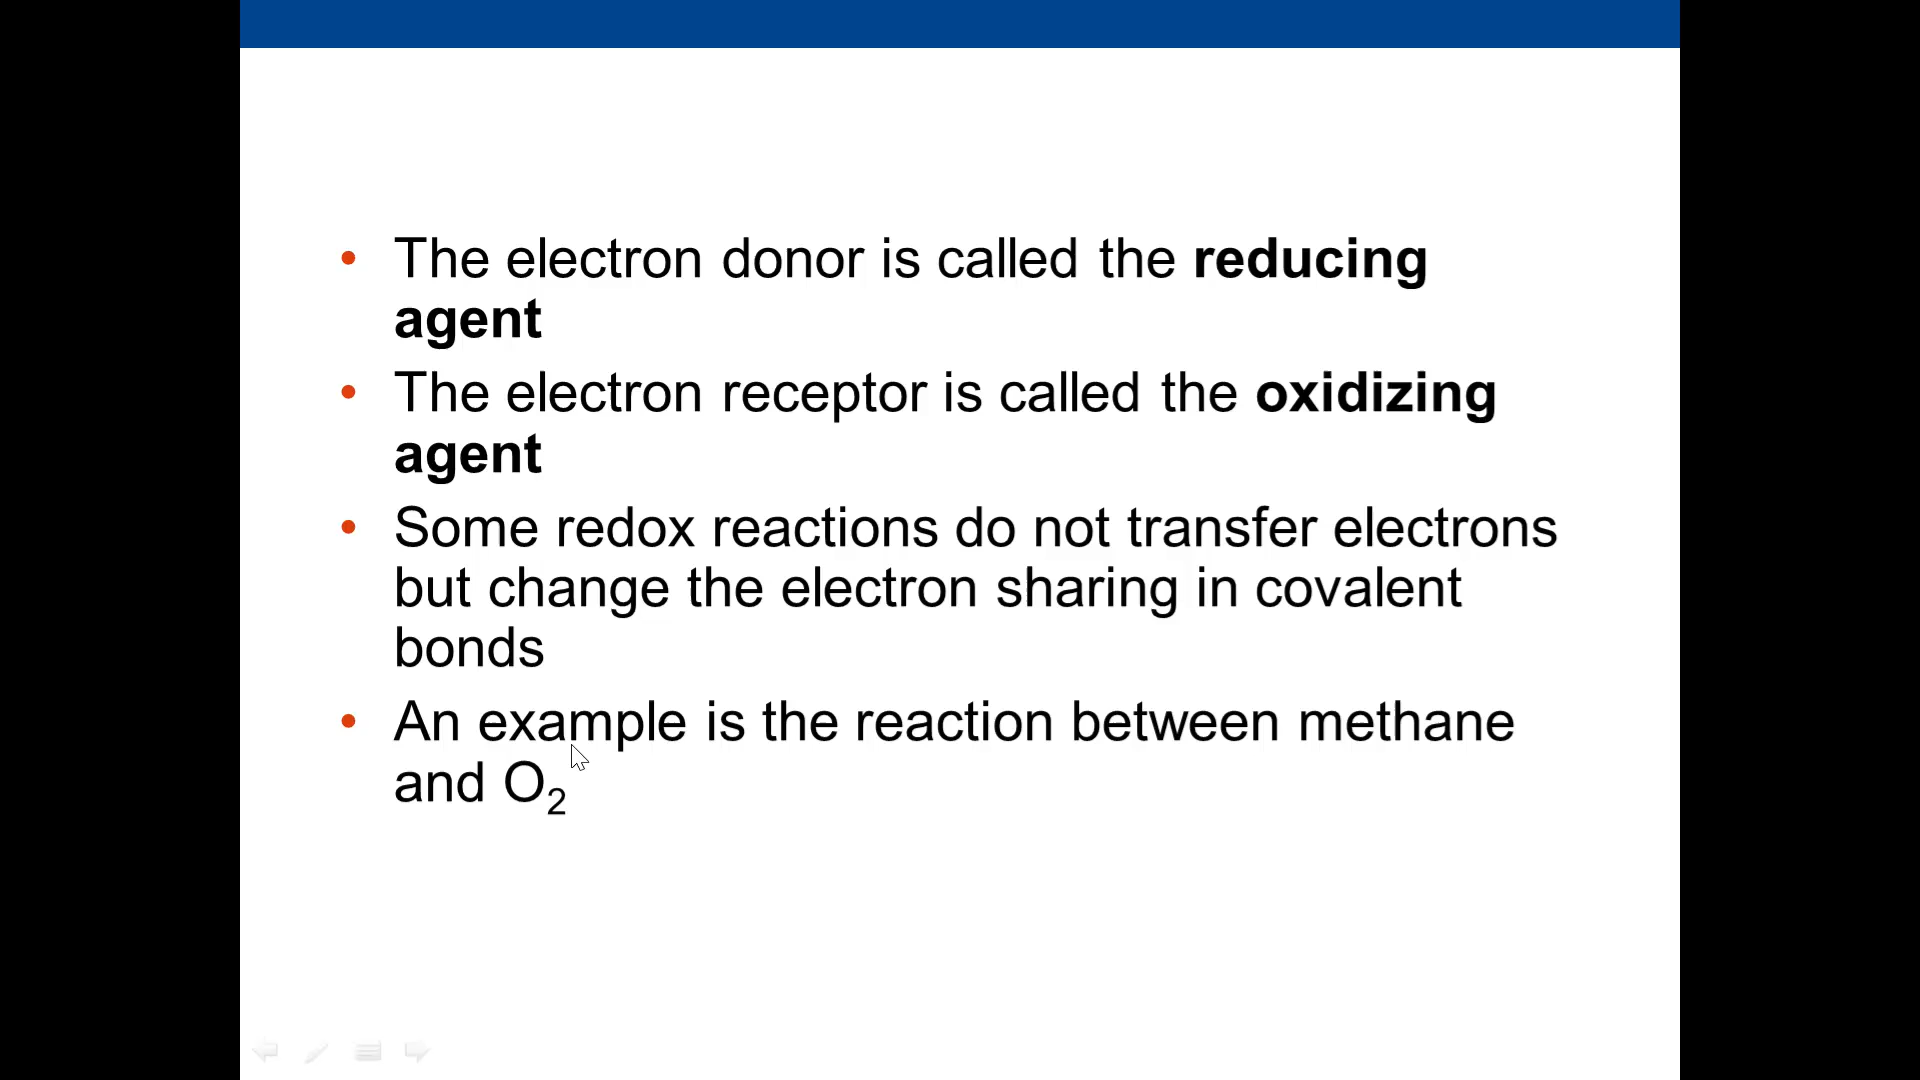 • The electron donor is called the reducing
agent
• The electron receptor is called the oxidizing
agent
• Some redox reactions do not transfer electrons
but change the electron sharing in covalent
bonds
• An example is the reaction between methane
and O₂